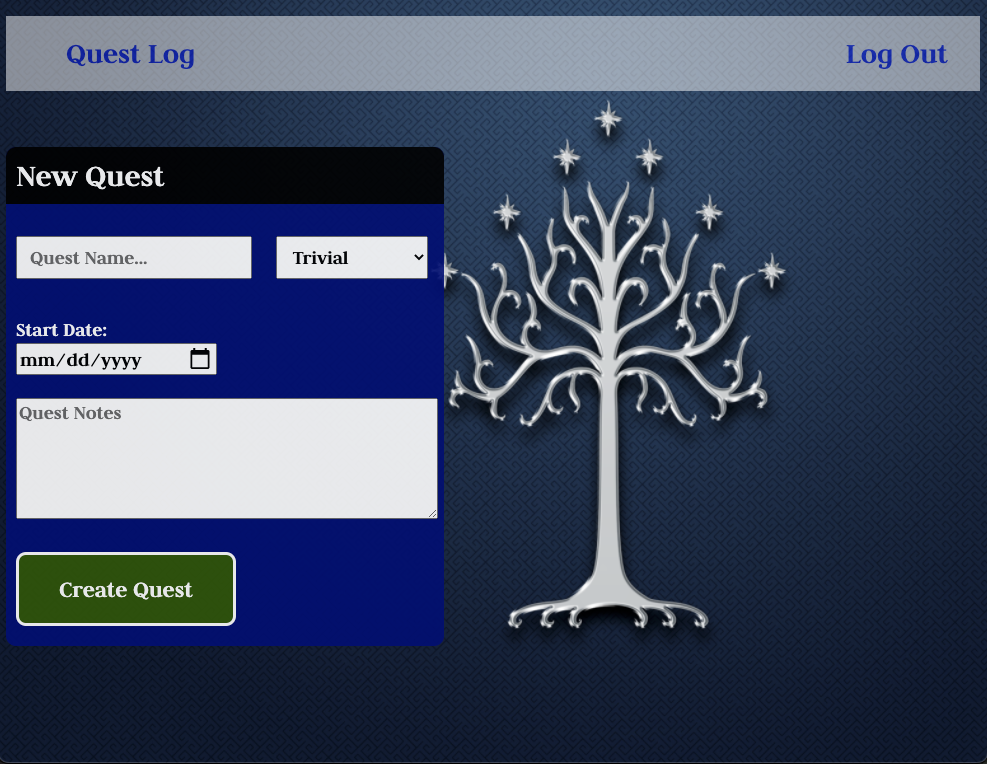 Quest Log
Log Out
New Quest
Quest Name...
Trivial
Start Date:
mm/dd/yyyy
Quest Notes
Create Quest